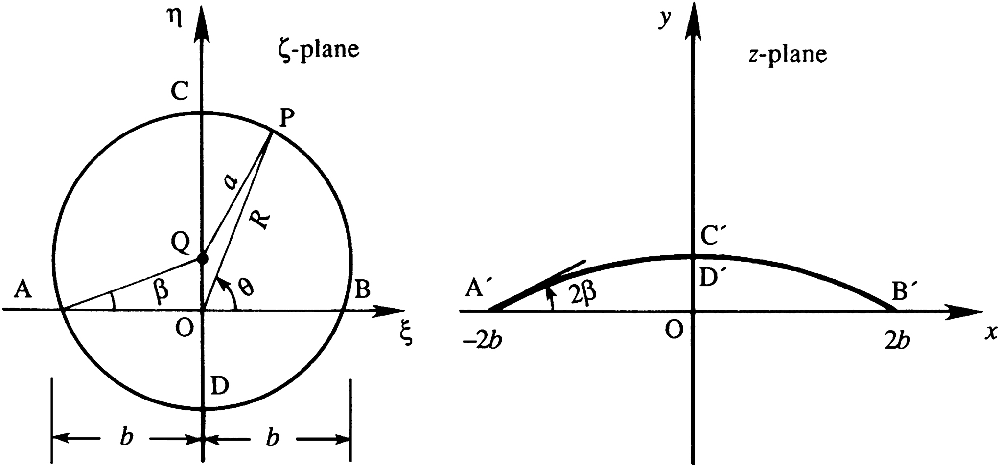 η
ζ-plane
C
P
a
R
Q
A
β
θ
B
O
ξ
D
b
b
y
z-plane
C´
D´
A´
2β
B´
−2b
O
2b
x